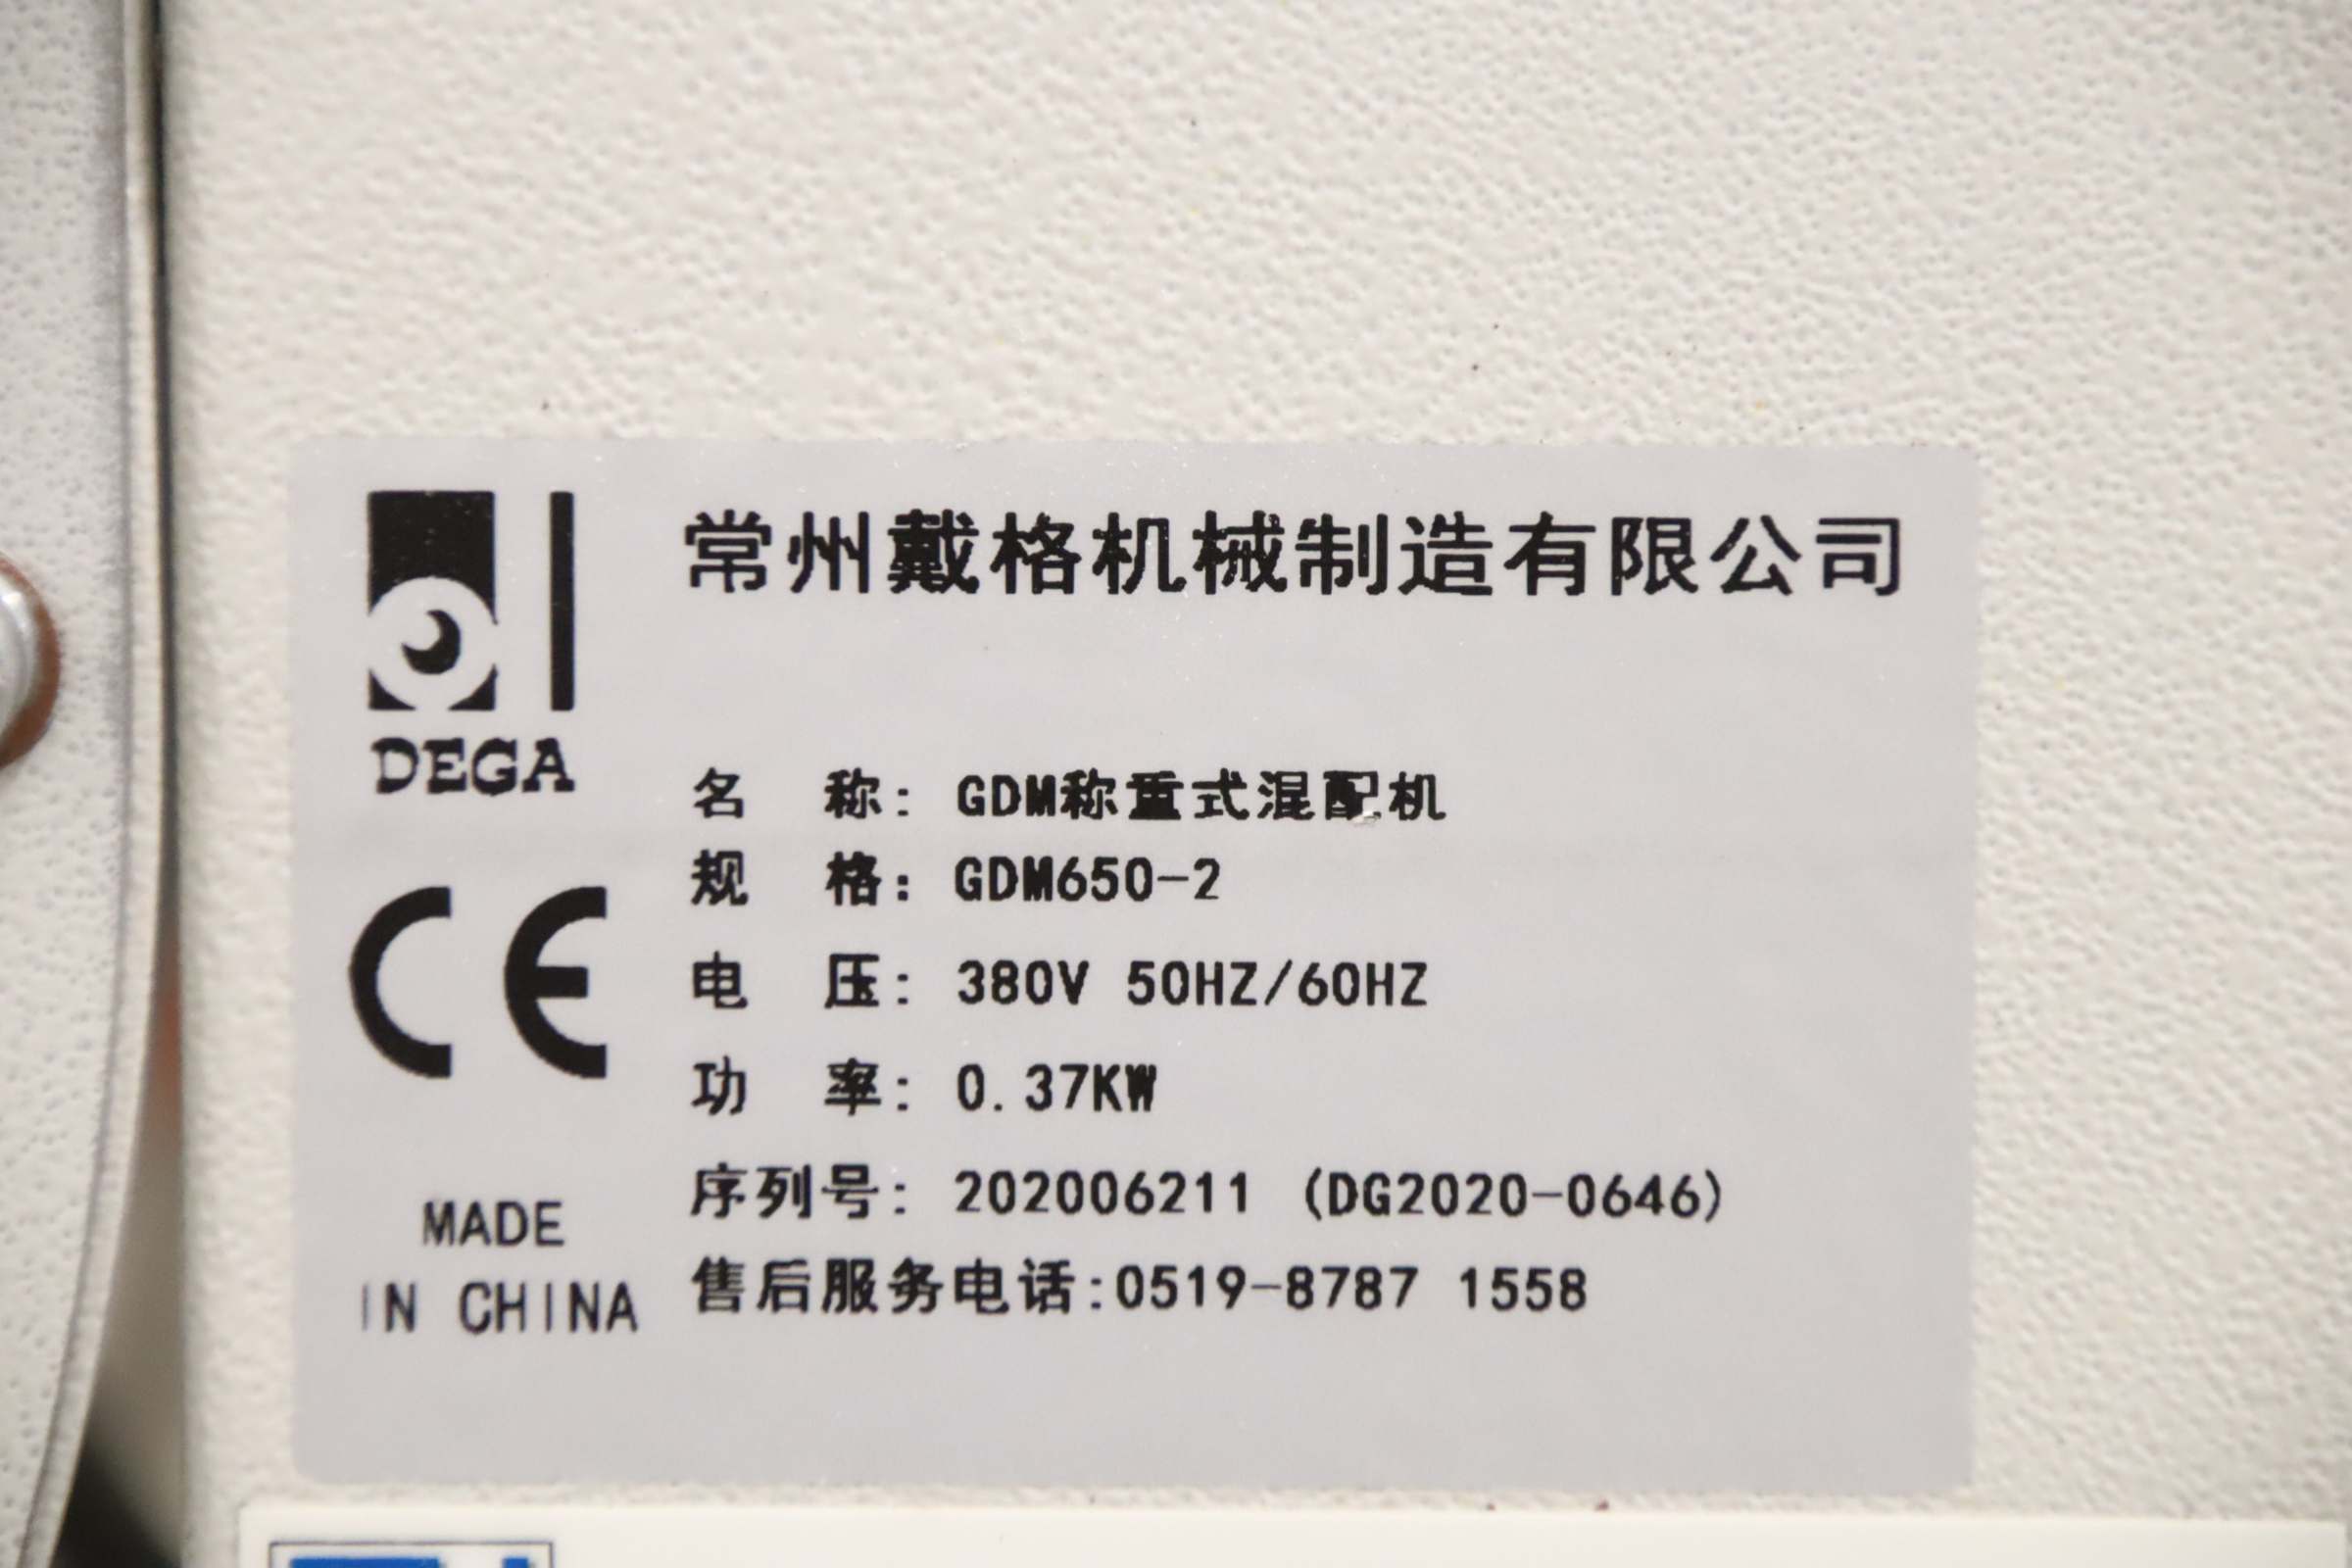 常州戴格机械制造有限公司
DEGA
名 称: GDM称重式混配机
规 格: GDM650-2
电 压: 380V 50HZ/60HZ
功 率: 0.37KW
序列号: 202006211 (DG2020-0646)
售后服务电话:0519-8787 1558
CE
MADE
IN CHINA